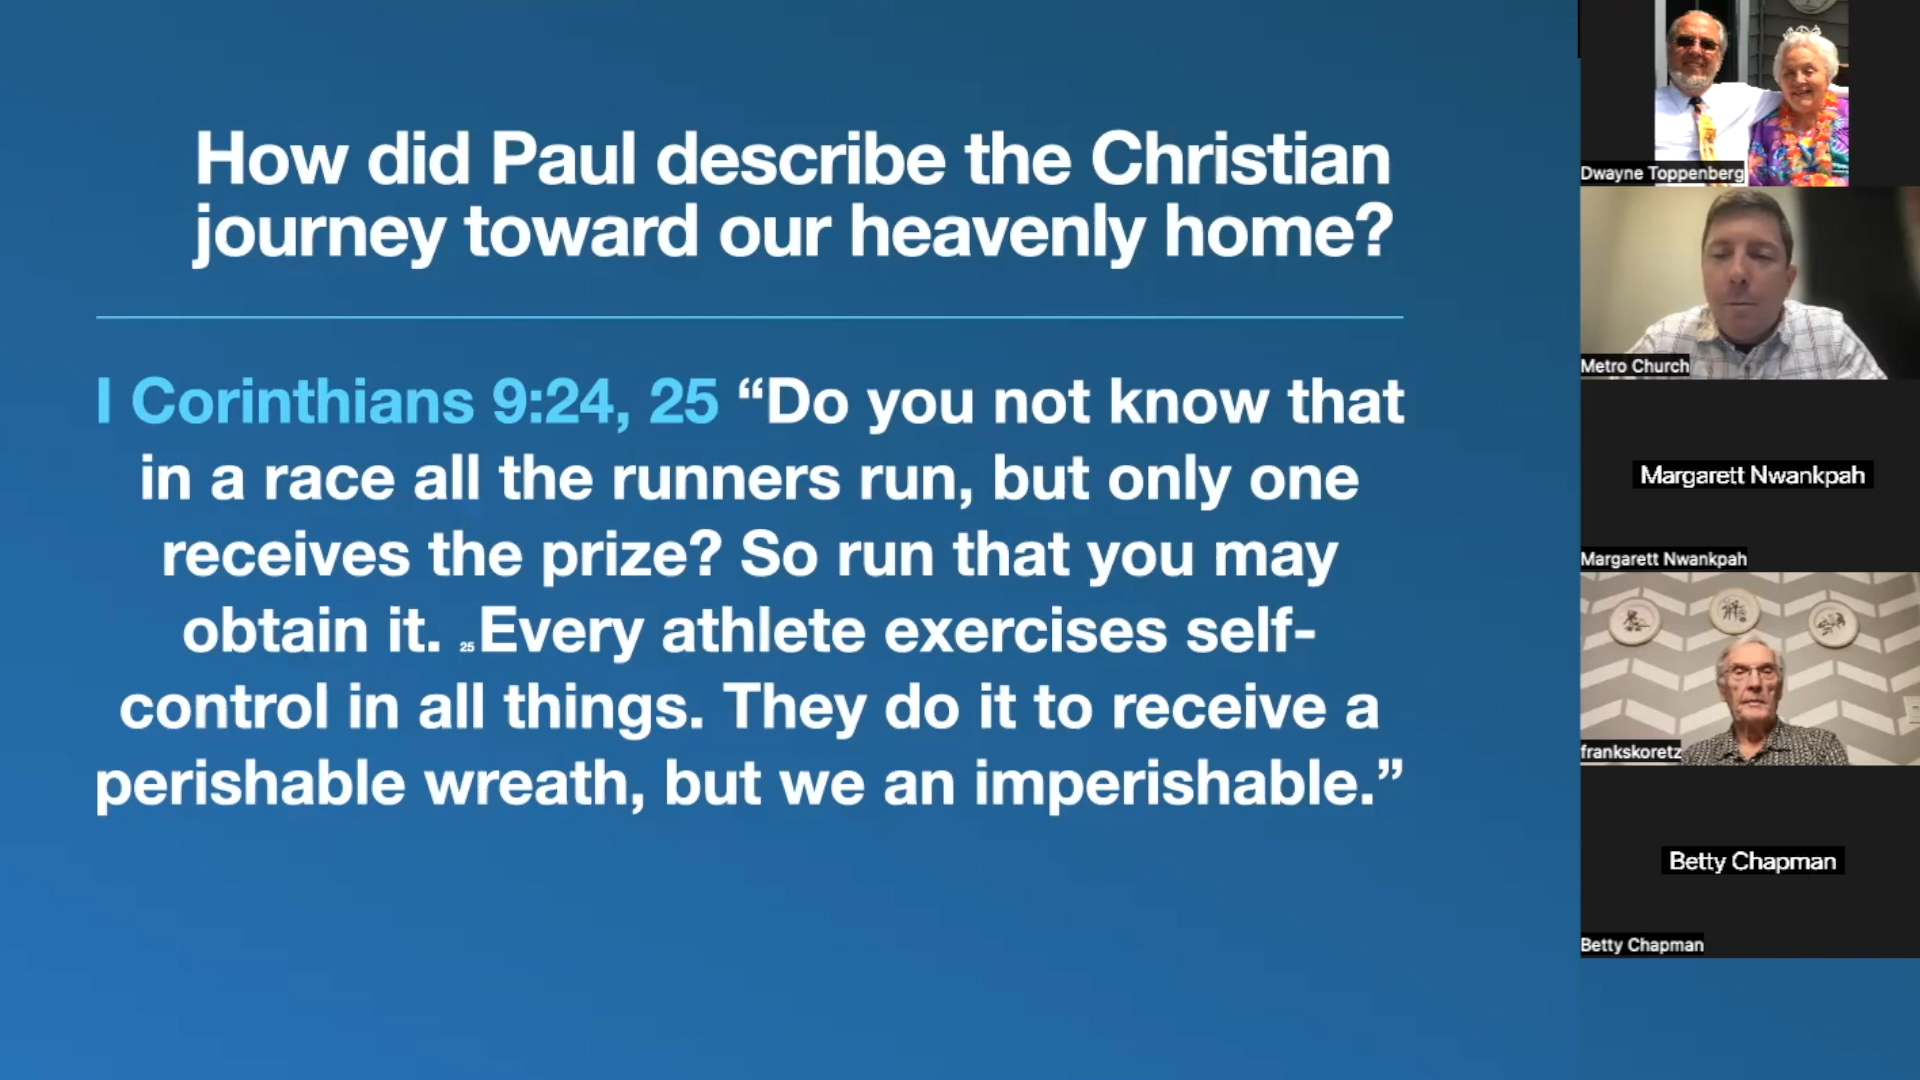 How did Paul describe the Christian
journey toward our heavenly home?
I Corinthians 9:24, 25 “Do you not know that
in a race all the runners run, but only one
receives the prize? So run that you may
obtain it. 25 Every athlete exercises self-
control in all things. They do it to receive a
perishable wreath, but we an imperishable.”
Dwayne Toppenberg
Metro Church
Margarett Nwankpah
Margarett Nwankpah
frankskoretz
Betty Chapman
Betty Chapman